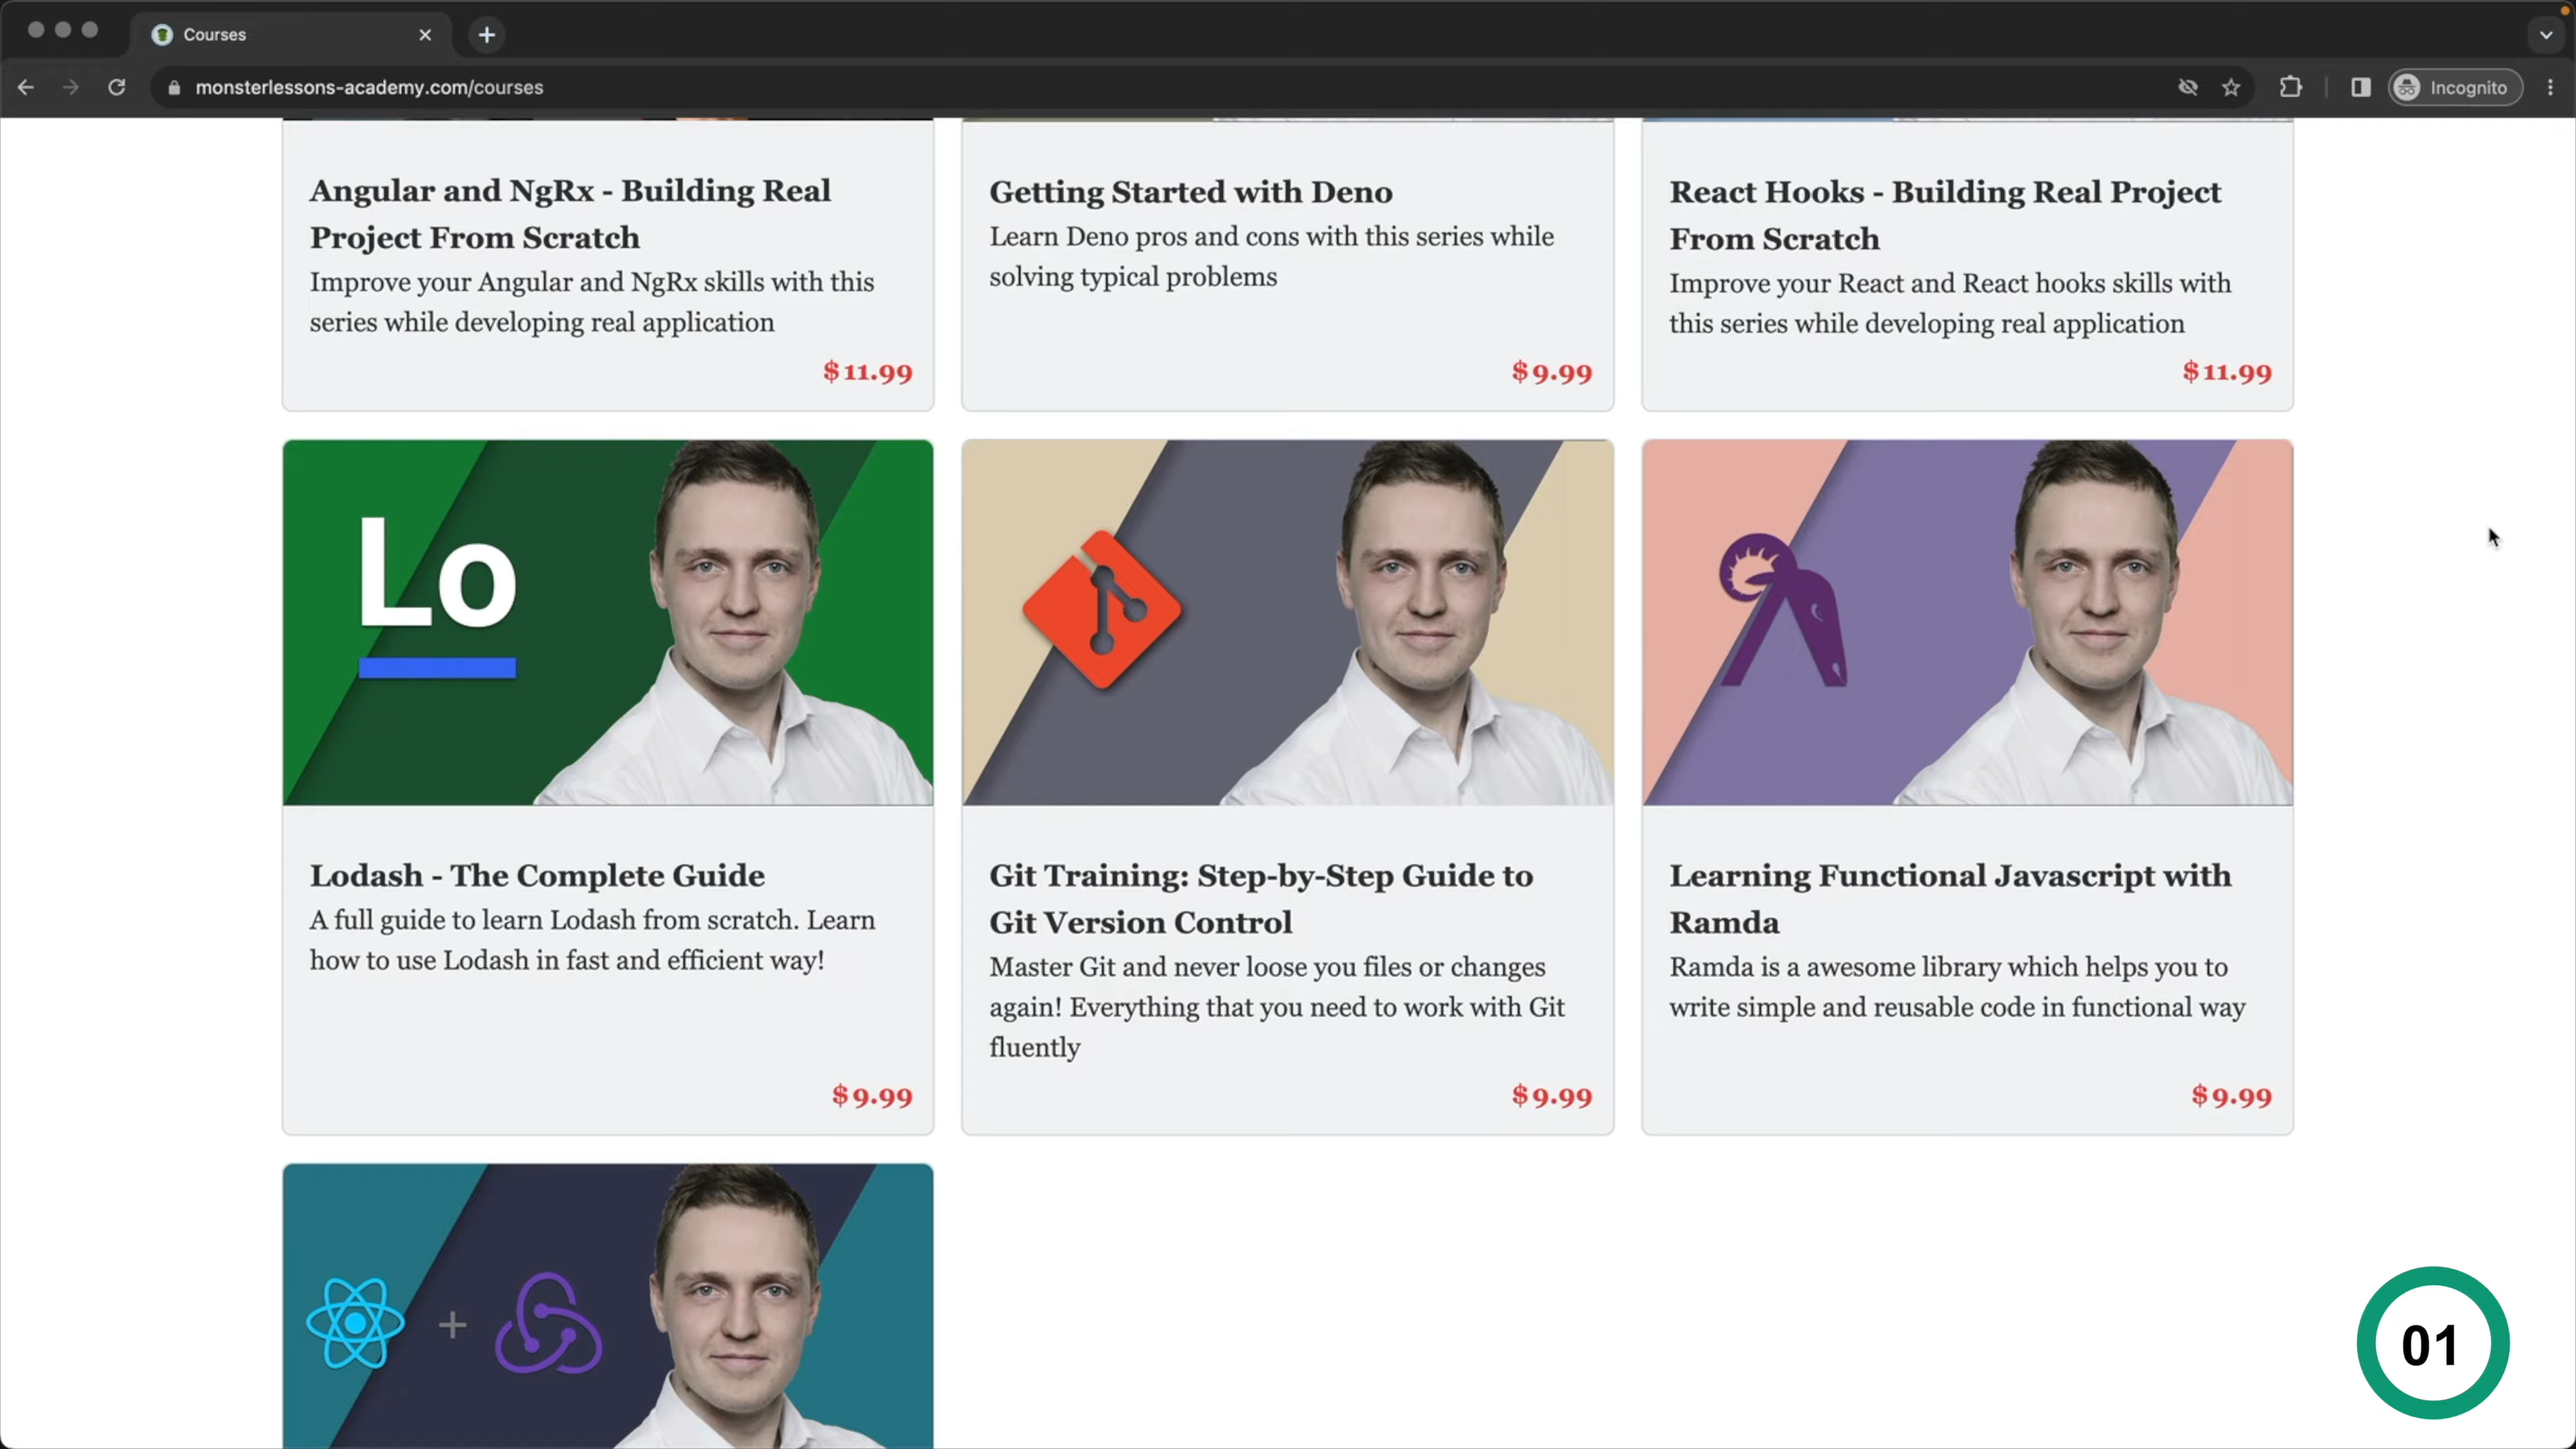 Courses
monsterlessons-academy.com/courses
Incognito
Angular and NgRx - Building Real
Project From Scratch
Improve your Angular and NgRx skills with this
series while developing real application
$11.99
Getting Started with Deno
Learn Deno pros and cons with this series while
solving typical problems
$9.99
React Hooks - Building Real Project
From Scratch
Improve your React and React hooks skills with
this series while developing real application
$11.99
Lo
Lodash - The Complete Guide
A full guide to learn Lodash from scratch. Learn
how to use Lodash in fast and efficient way!
$9.99
Git Training: Step-by-Step Guide to
Git Version Control
Master Git and never loose you files or changes
again! Everything that you need to work with Git
fluently
$9.99
Learning Functional Javascript with
Ramda
Ramda is a awesome library which helps you to
write simple and reusable code in functional way
$9.99
+
01